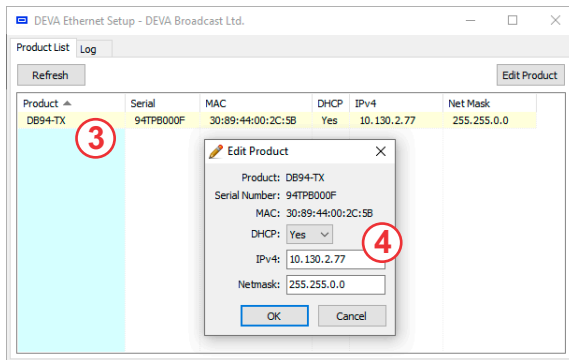 DEVA Ethernet Setup - DEVA Broadcast Ltd.
Product List Log
Refresh Edit Product
Product Serial MAC DHCP IPv4 Net Mask
DB94-TX 94TPB000F 30:89:44:00:2C:5B Yes 10.130.2.77 255.255.0.0
3
Edit Product
Product: DB94-TX
Serial Number: 94TPB000F
MAC: 30:89:44:00:2C:5B
DHCP: Yes
4
IPv4: 10.130.2.77
Netmask: 255.255.0.0
OK Cancel